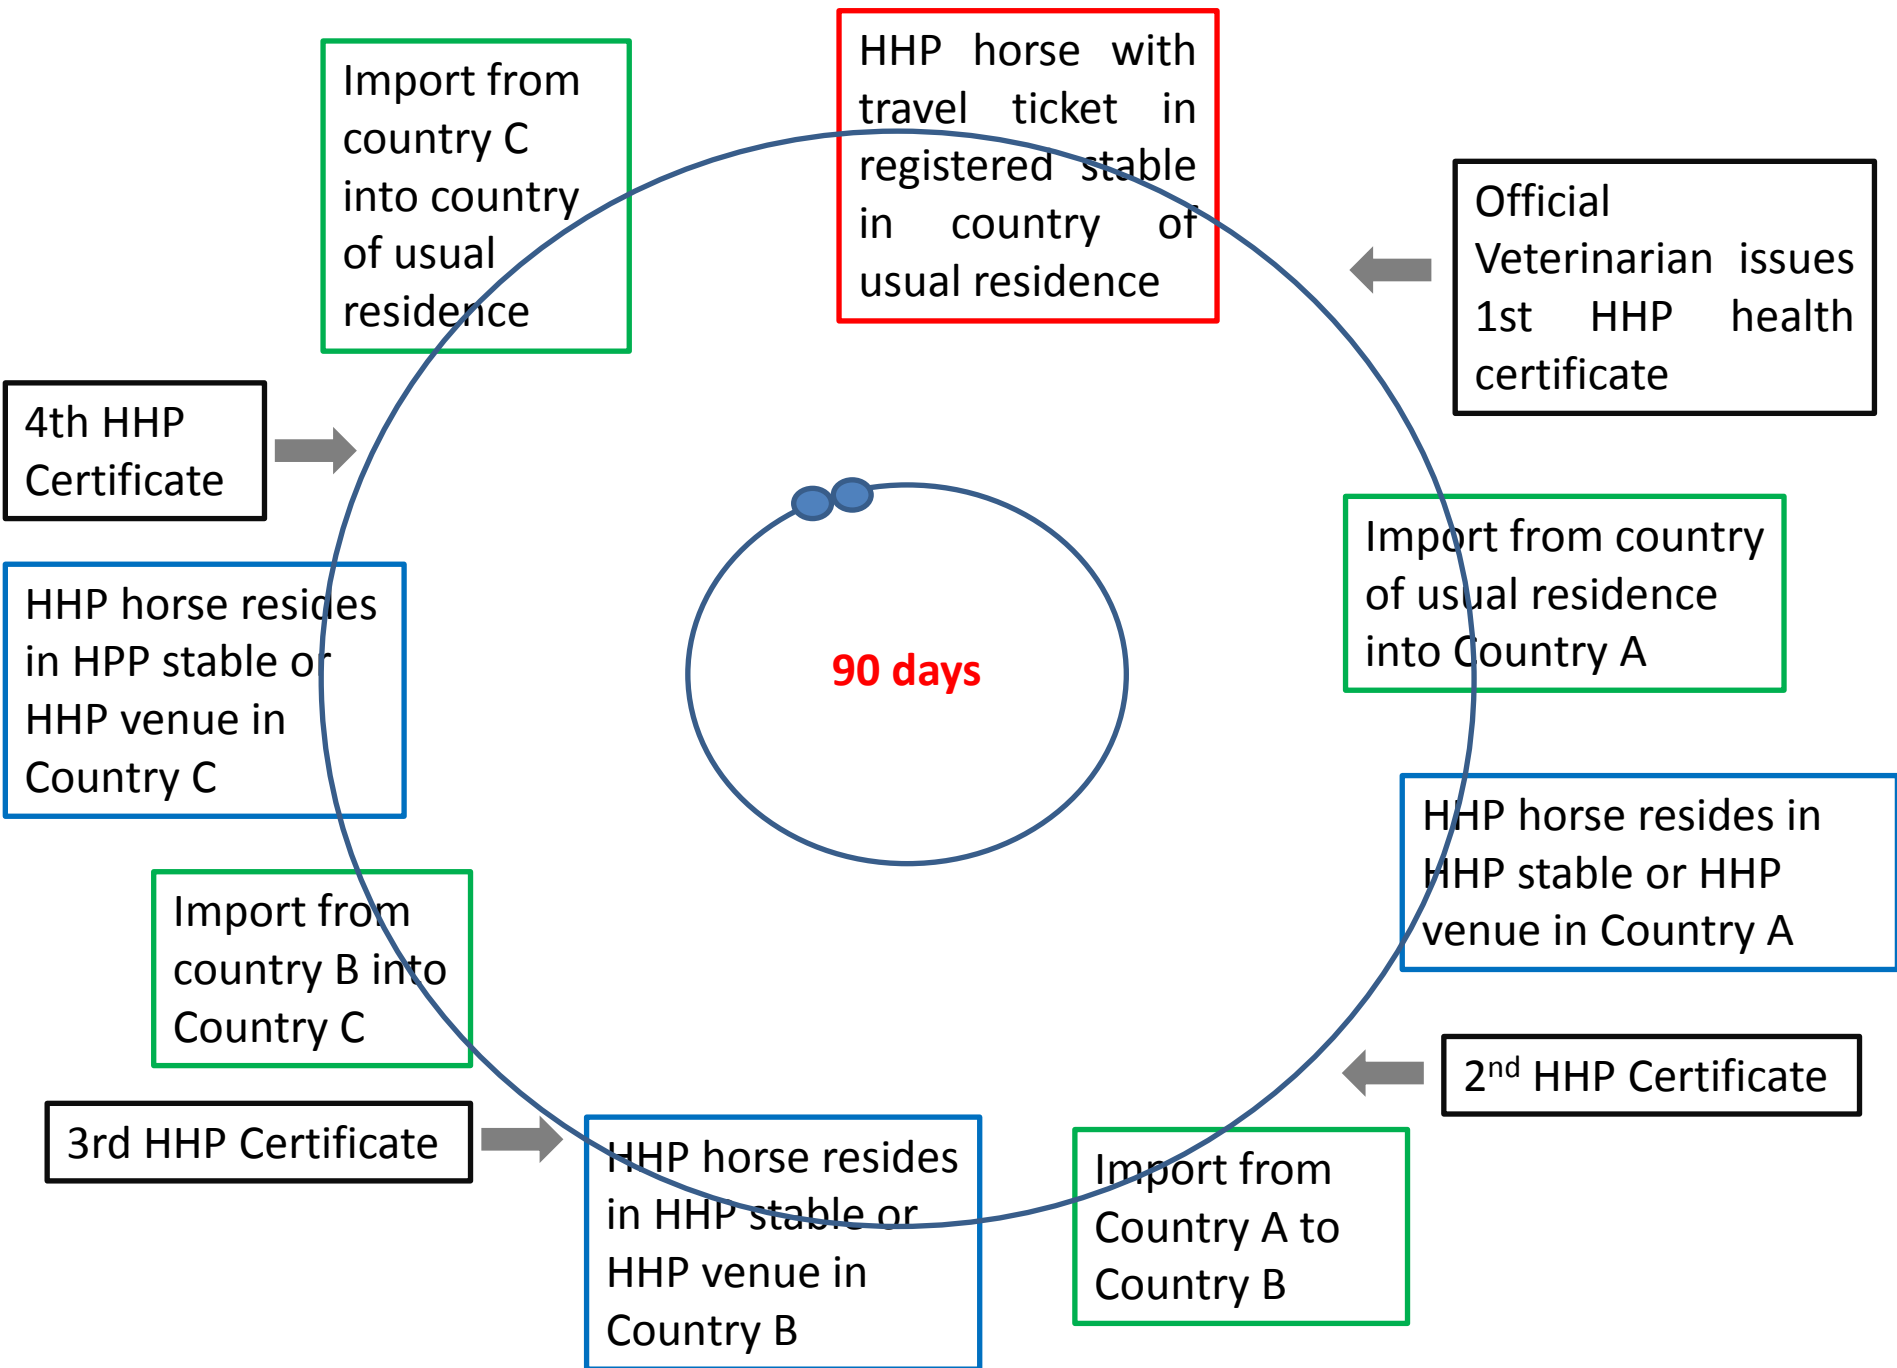 HHP horse with
travel ticket in
registered stable
in country of
usual residence
Official
Veterinarian issues
1st HHP health
certificate
Import from country
of usual residence
into Country A
HHP horse resides in
HHP stable or HHP
venue in Country A
2nd HHP Certificate
Import from
Country A to
Country B
HHP horse resides
in HHP stable or
HHP venue in
Country B
3rd HHP Certificate
Import from
country B into
Country C
HHP horse resides
in HPP stable or
HHP venue in
Country C
4th HHP
Certificate
Import from
country C
into country
of usual
residence
90 days